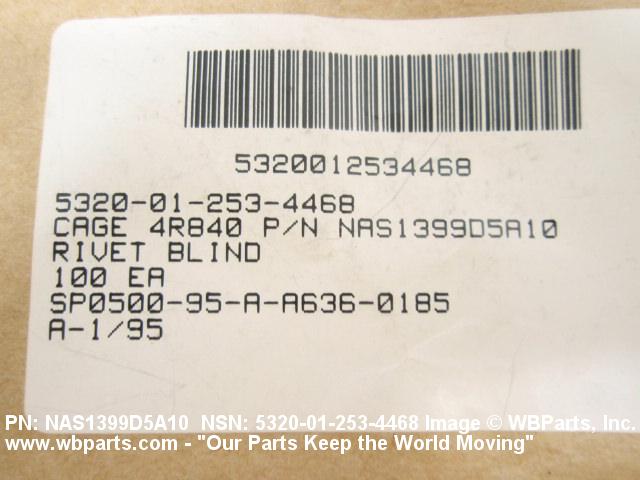 5320012534468
5320-01-253-4468
CAGE 4R840 P/N NAS1399D5A10
RIVET BLIND
100 EA
SP0500-95-A-A636-0185
A-1/95
PN: NAS1399D5A10 NSN: 5320-01-253-4468 Image © WBParts, Inc.
www.wbparts.com - "Our Parts Keep the World Moving"